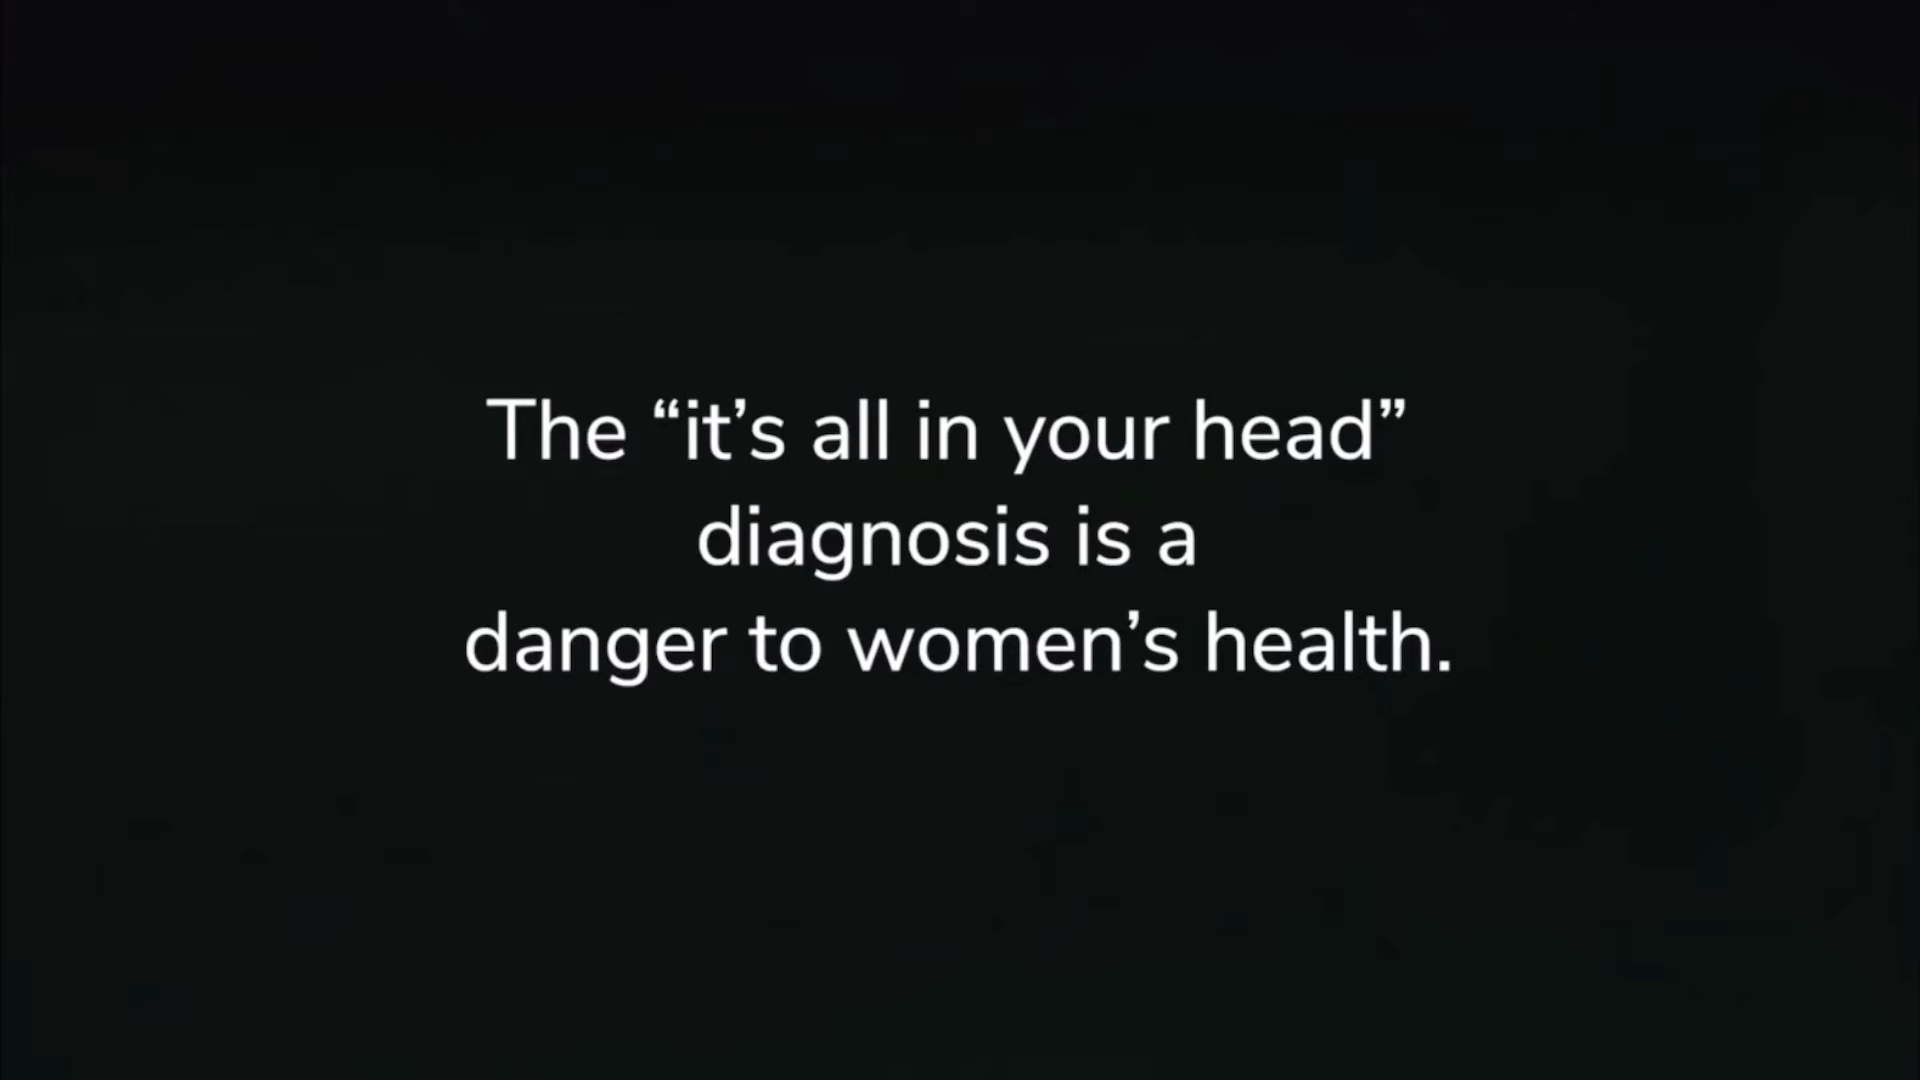 The “it’s all in your head”
diagnosis is a
danger to women’s health.